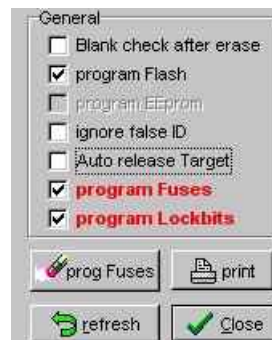 General
Blank check after erase
program Flash
program EEprom
ignore false ID
Auto release Target
program Fuses
program Lockbits
prog Fuses
print
refresh
Close